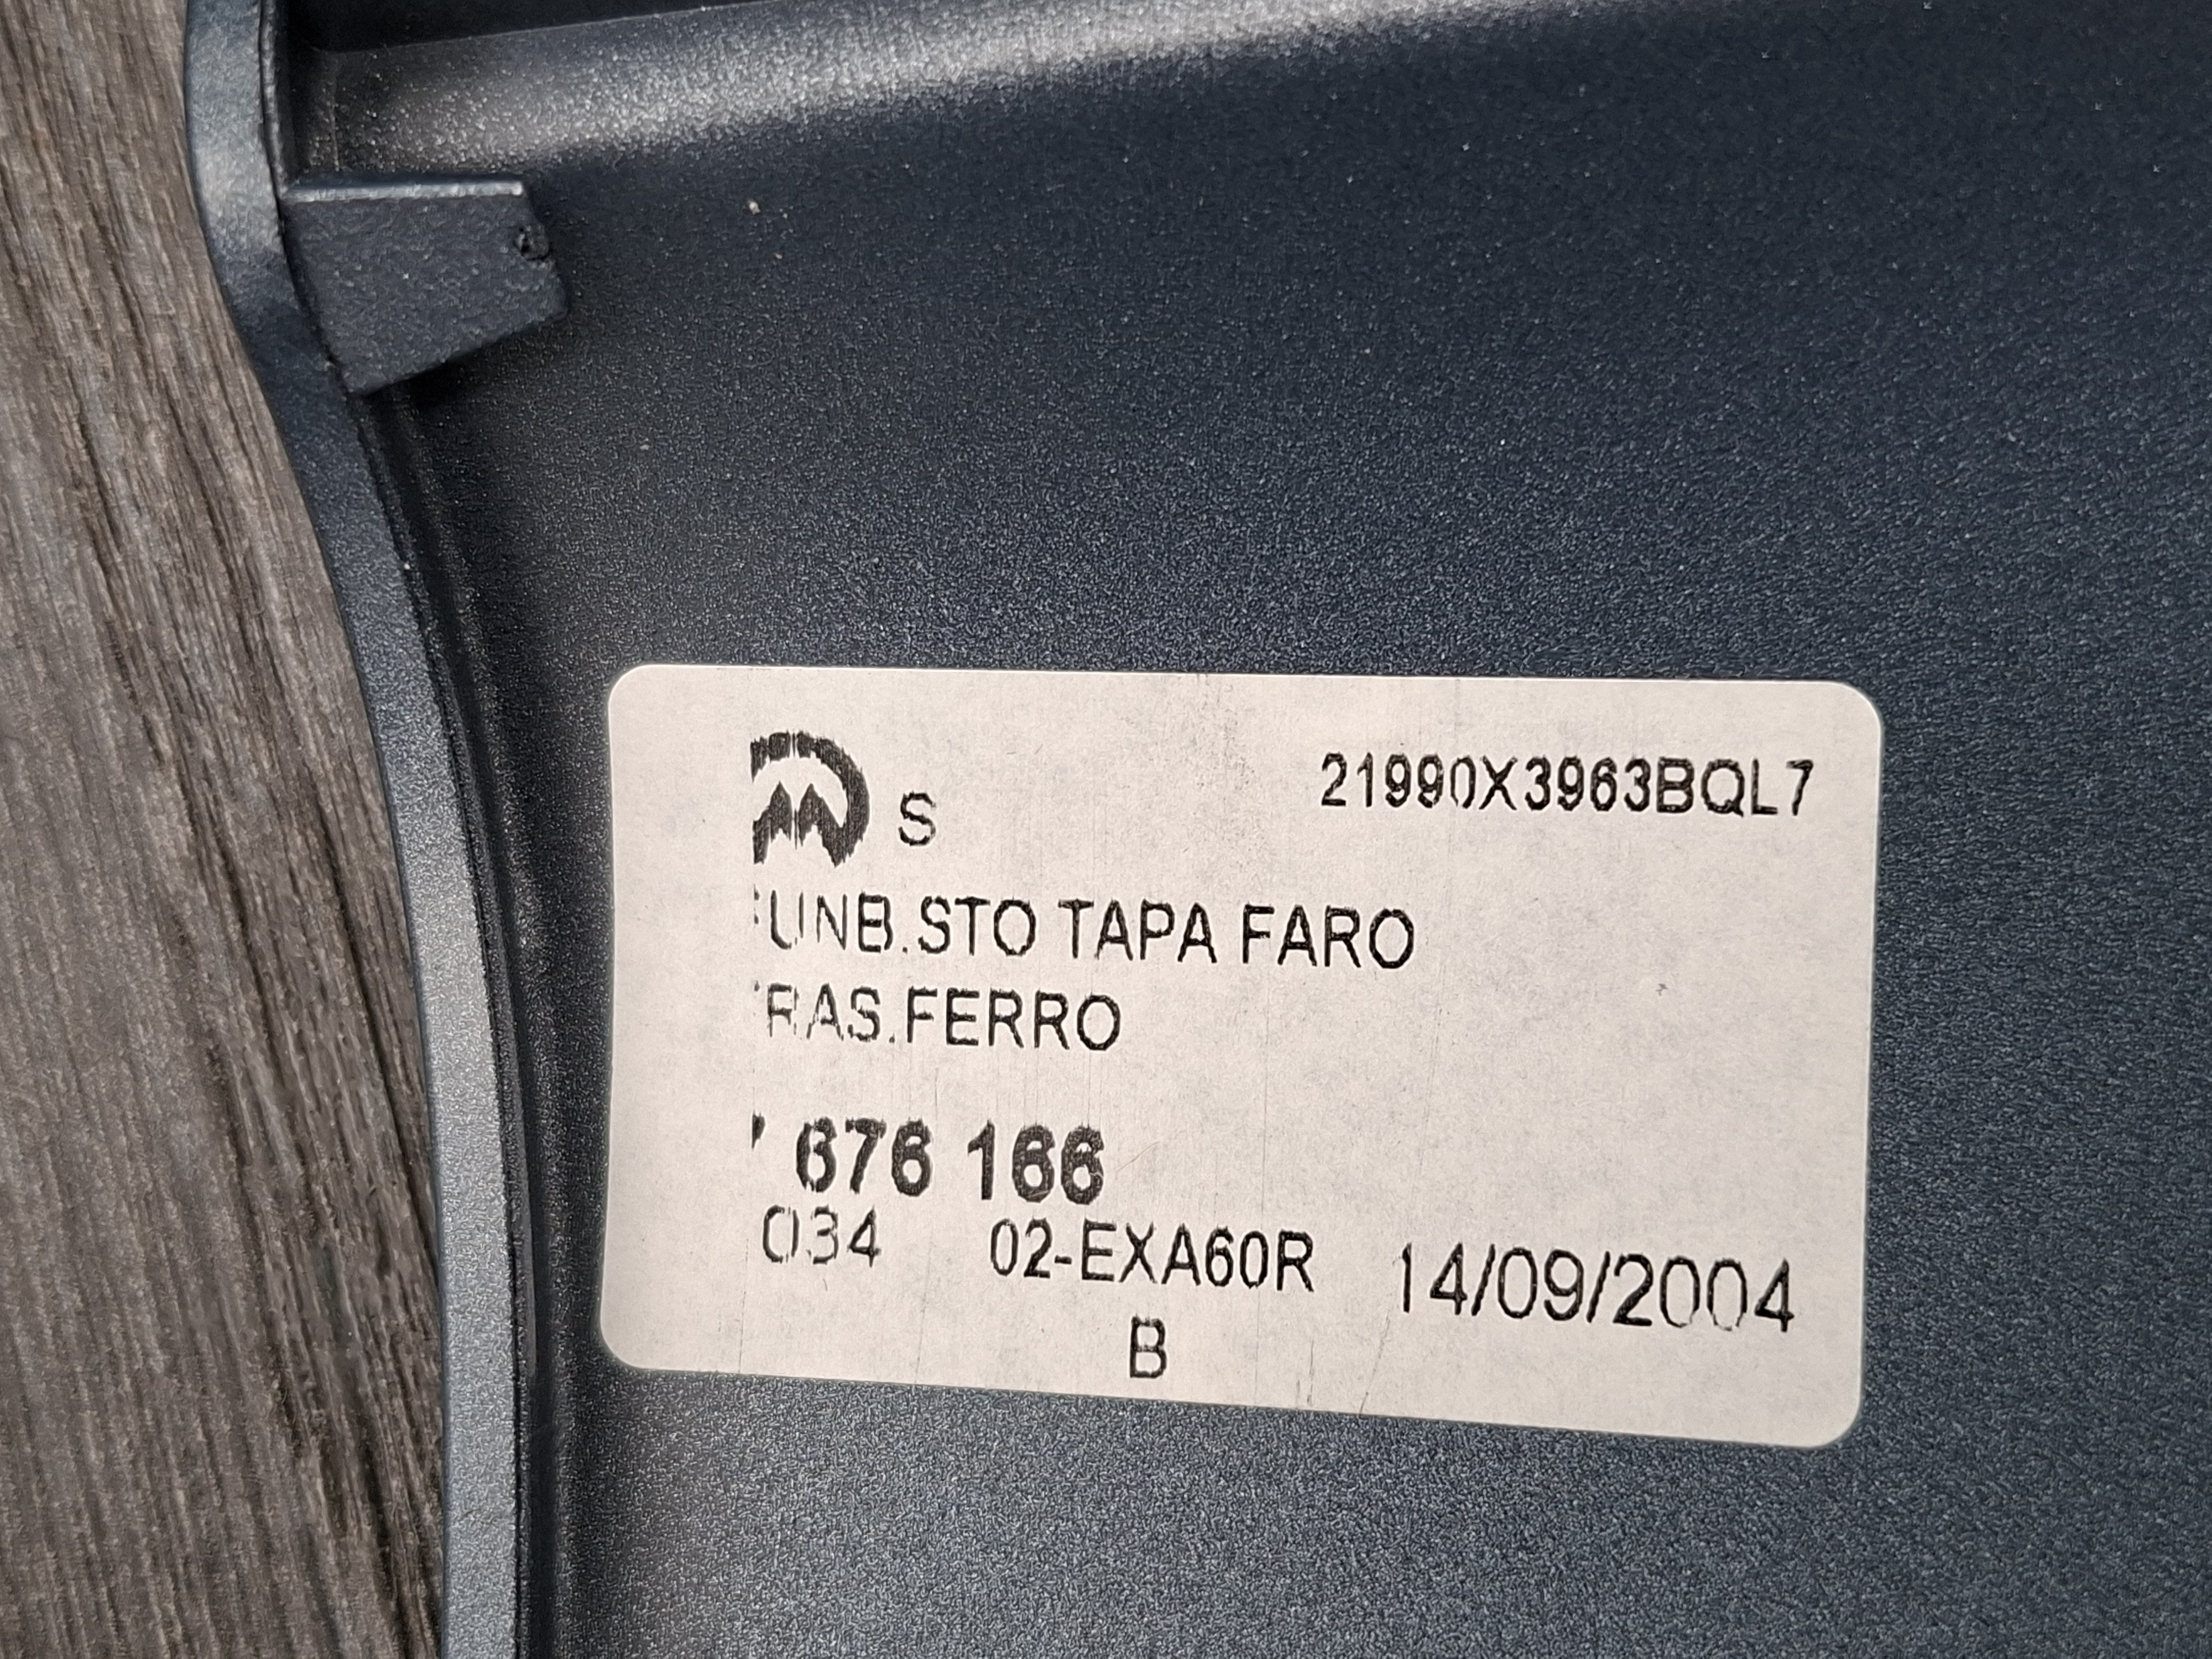 S 21990X3963BQL7
UNB.STO TAPA FARO
RAS.FERRO
676 166
034 02-EXA60R 14/09/2004
B